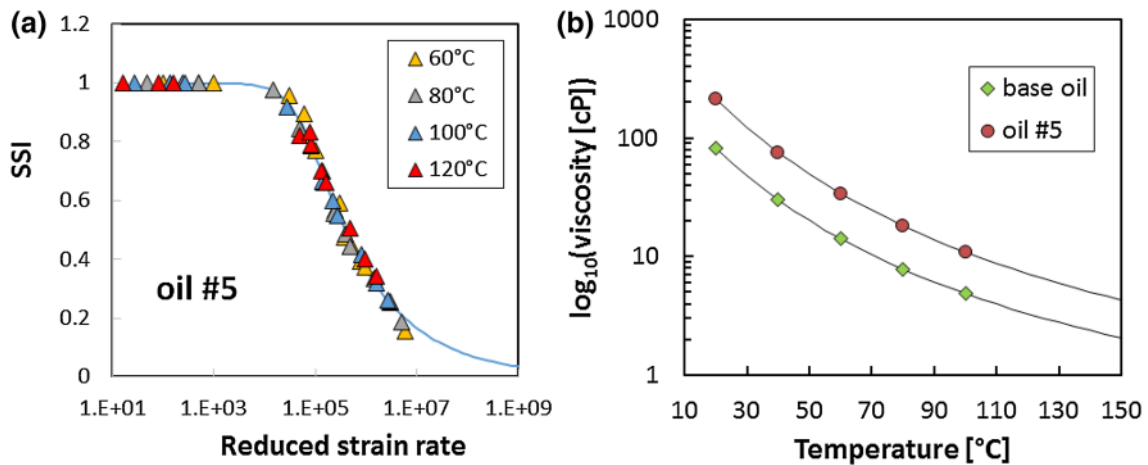 (a)
SSI
1.2
1
0.8
0.6
0.4
0.2
0
60°C
80°C
100°C
120°C
oil #5
1.E+01 1.E+03 1.E+05 1.E+07 1.E+09
Reduced strain rate
(b)
log₁₀(viscosity [cP])
1000
100
10
1
base oil
oil #5
10 30 50 70 90 110 130 150
Temperature [°C]